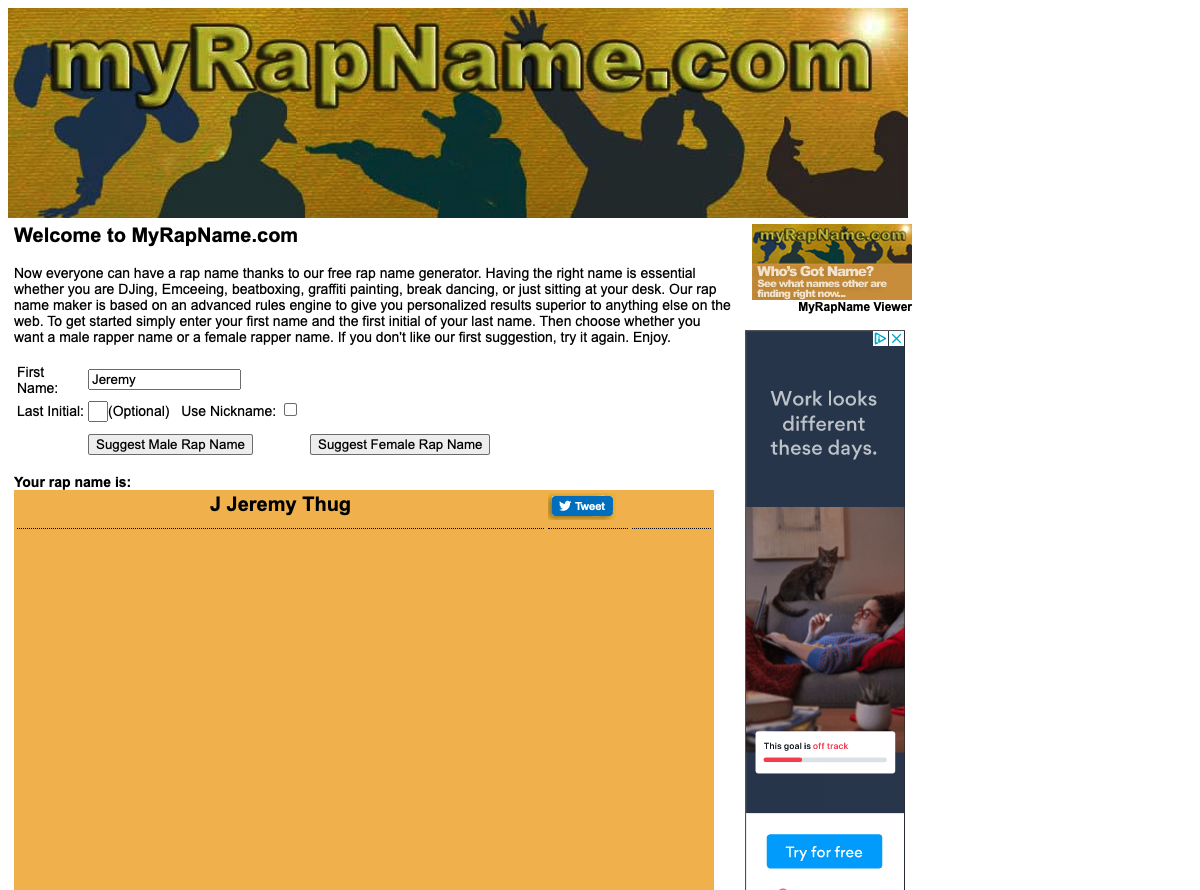 myRapName.com
Welcome to MyRapName.com
Now everyone can have a rap name thanks to our free rap name generator. Having the right name is essential
whether you are DJing, Emceeing, beatboxing, graffiti painting, break dancing, or just sitting at your desk. Our rap
name maker is based on an advanced rules engine to give you personalized results superior to anything else on the
web. To get started simply enter your first name and the first initial of your last name. Then choose whether you
want a male rapper name or a female rapper name. If you don't like our first suggestion, try it again. Enjoy.
First
Name:
Jeremy
Last Initial: (Optional) Use Nickname:
Suggest Male Rap Name Suggest Female Rap Name
Your rap name is:
J Jeremy Thug Tweet
myRapName.com
Who's Got Name?
See what names other are
finding right now...
MyRapName Viewer
Work looks
different
these days.
This goal is off track
Try for free